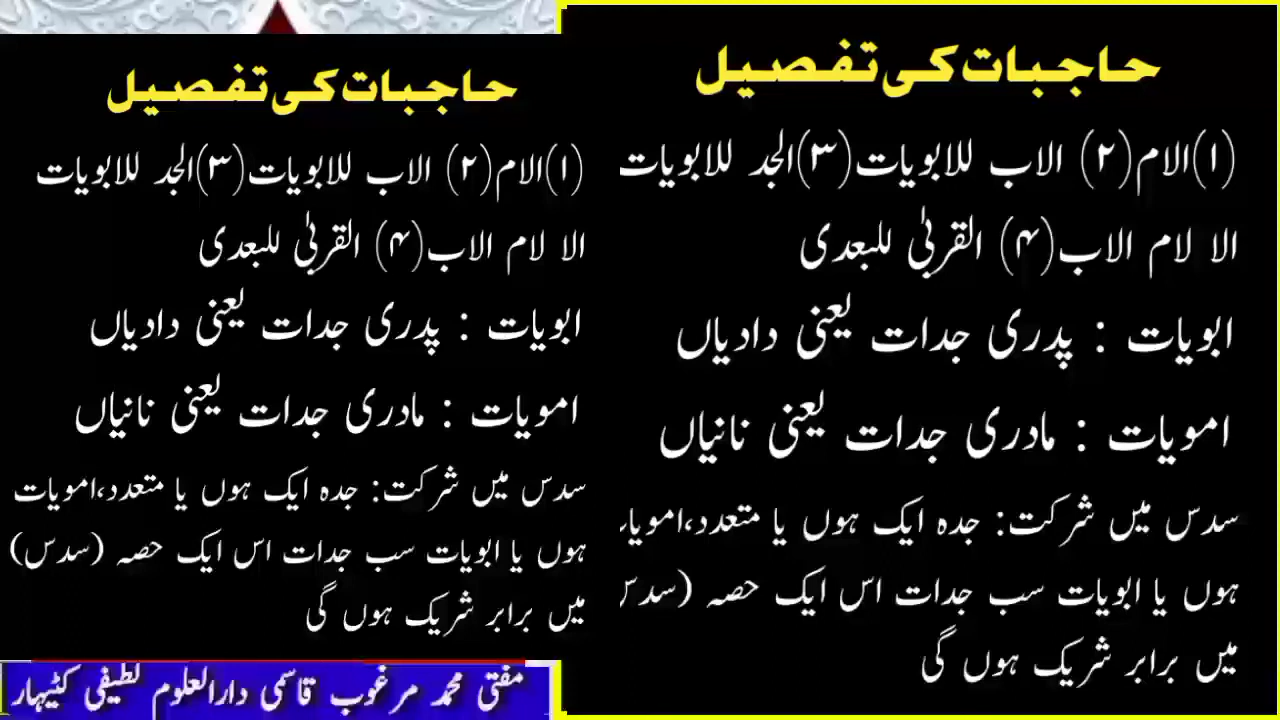 حاجبات کی تفصیل
(۱)الام(۲) الاب للابویات(۳)الجد للابویات
الا لام الاب(۴) القربیٰ للبعدی
ابویات : پدری جدات یعنی دادیاں
امویات : مادری جدات یعنی نانیاں
سدس میں شرکت: جدہ ایک ہوں یا متعدد،امویات
ہوں یا ابویات سب جدات اس ایک حصہ (سدس
میں برابر شریک ہوں گی
حاجبات کی تفصیل
(۱)الام(۲) الاب للابویات(۳)الجد للابویات
الا لام الاب(۴) القربیٰ للبعدی
ابویات : پدری جدات یعنی دادیاں
امویات : مادری جدات یعنی نانیاں
سدس میں شرکت: جدہ ایک ہوں یا متعدد،امویات
ہوں یا ابویات سب جدات اس ایک حصہ (سدس)
میں برابر شریک ہوں گی
مفتی محمد مرغوب قاسمی دارالعلوم لطیفی کٹیہار